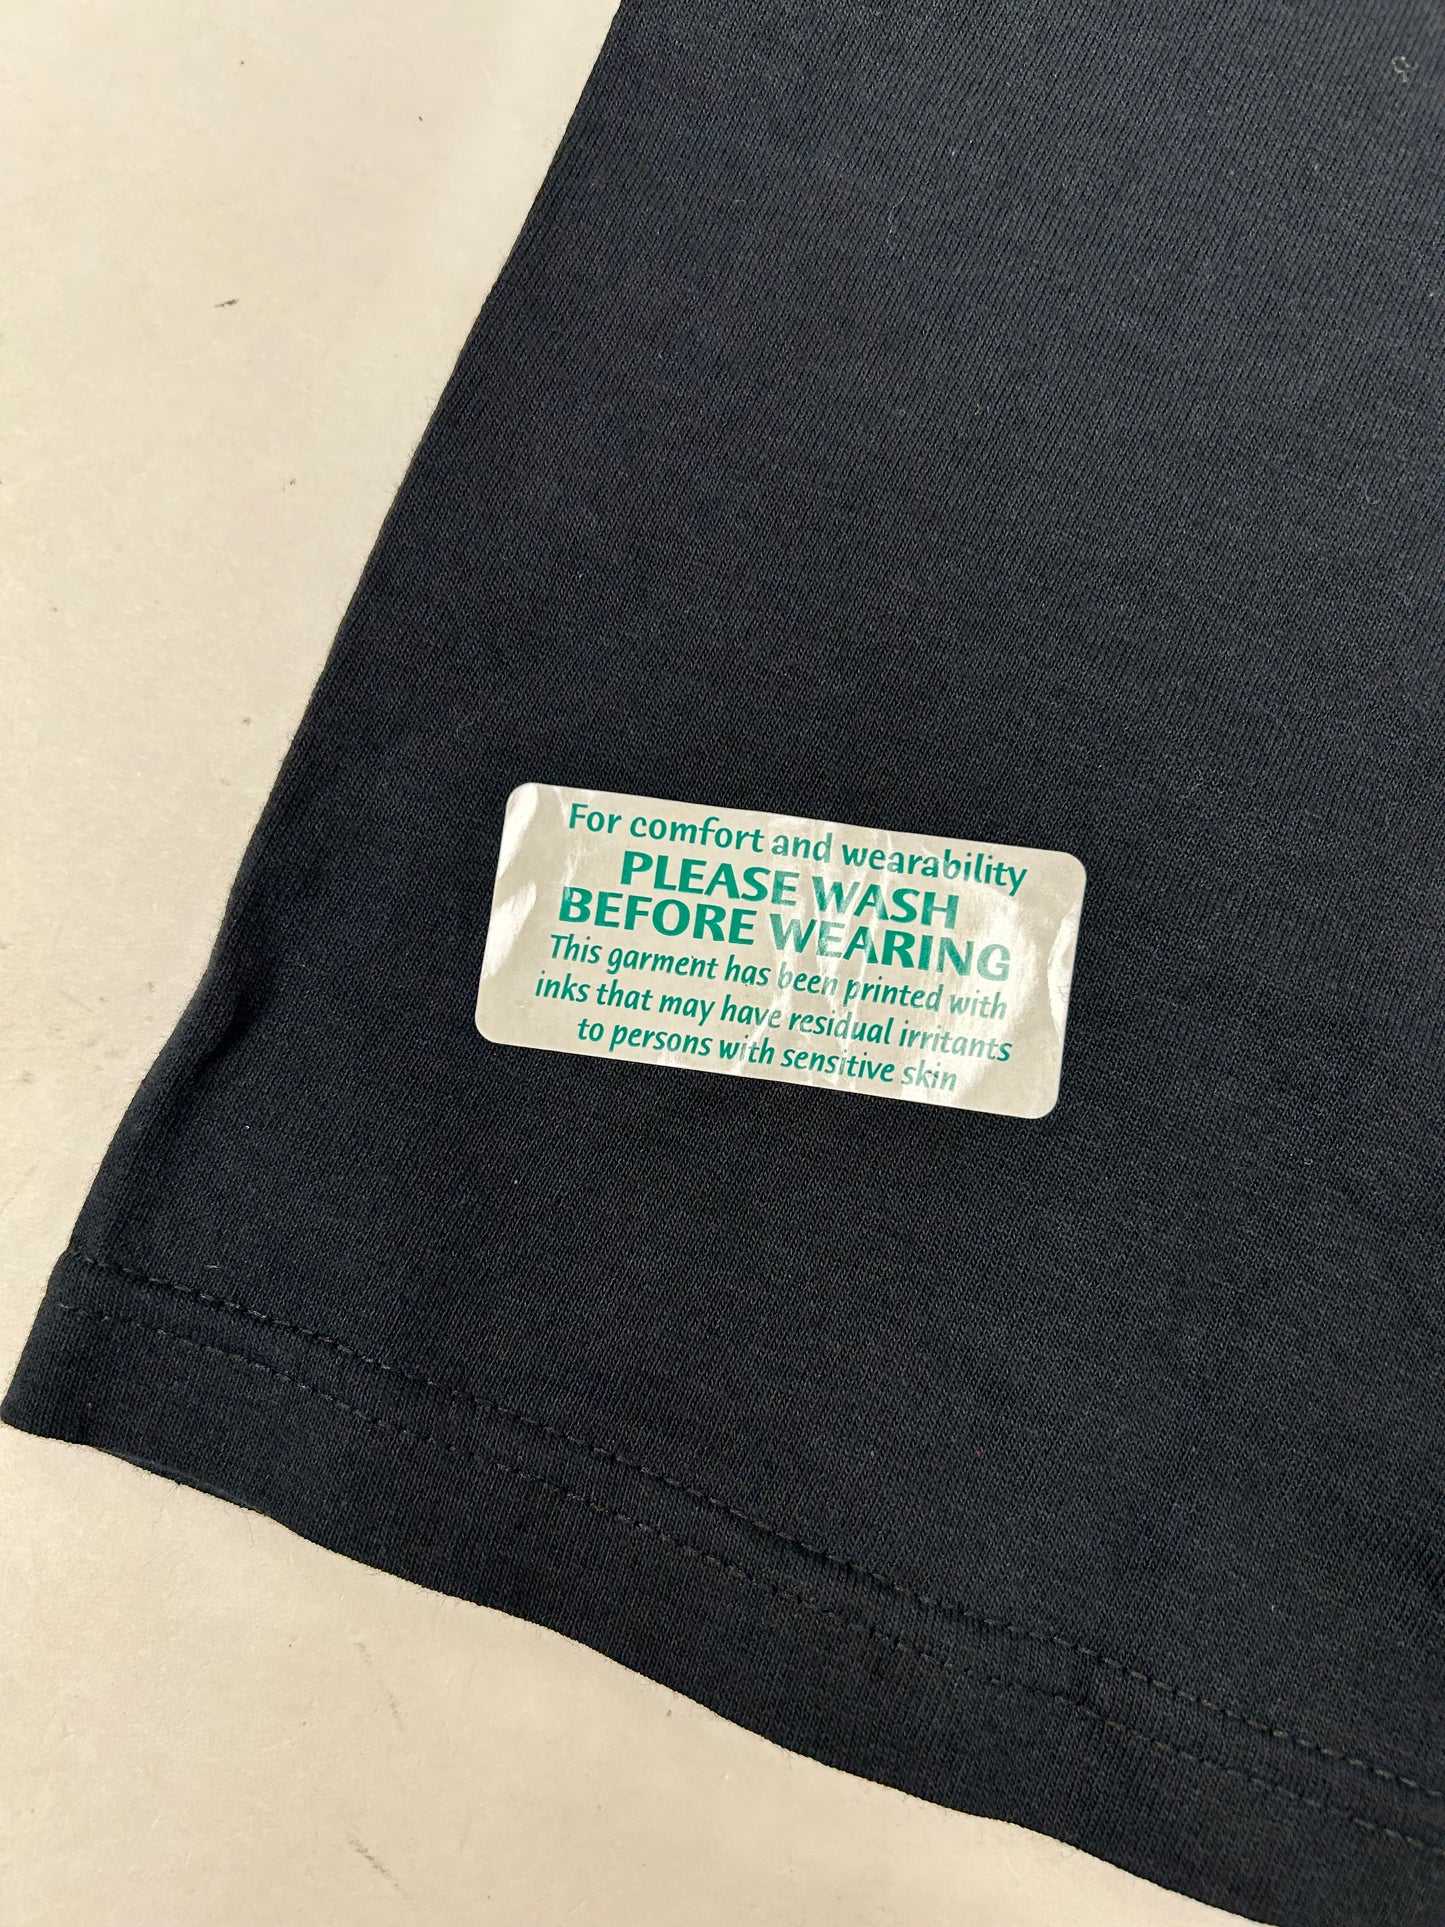 For comfort and wearability
PLEASE WASH
BEFORE WEARING
This garment has been printed with
inks that may have residual irritants
to persons with sensitive skin